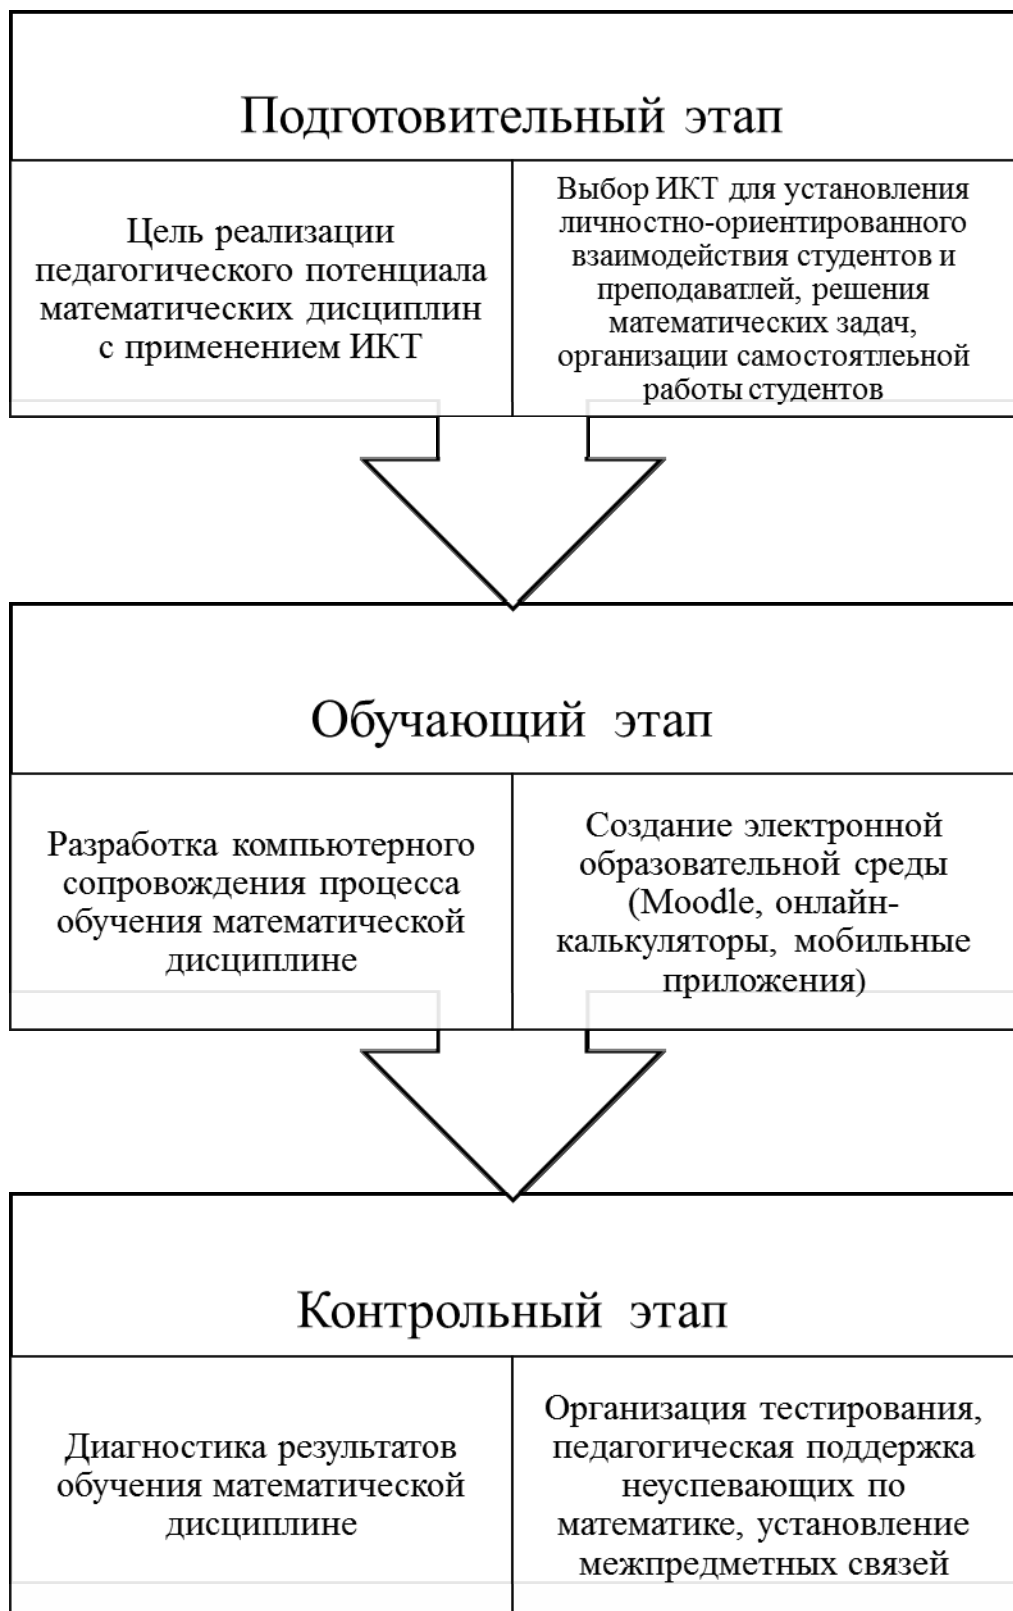 Подготовительный этап
Цель реализации
педагогического потенциала
математических дисциплин
с применением ИКТ
Выбор ИКТ для установления
личностно-ориентированного
взаимодействия студентов и
преподаватлей, решения
математических задач,
организации самостоятлеьной
работы студентов
Обучающий этап
Разработка компьютерного
сопровождения процесса
обучения математической
дисциплине
Создание электронной
образовательной среды
(Moodle, онлайн-
калькуляторы, мобильные
приложения)
Контрольный этап
Диагностика результатов
обучения математической
дисциплине
Организация тестирования,
педагогическая поддержка
неуспевающих по
математике, установление
межпредметных связей